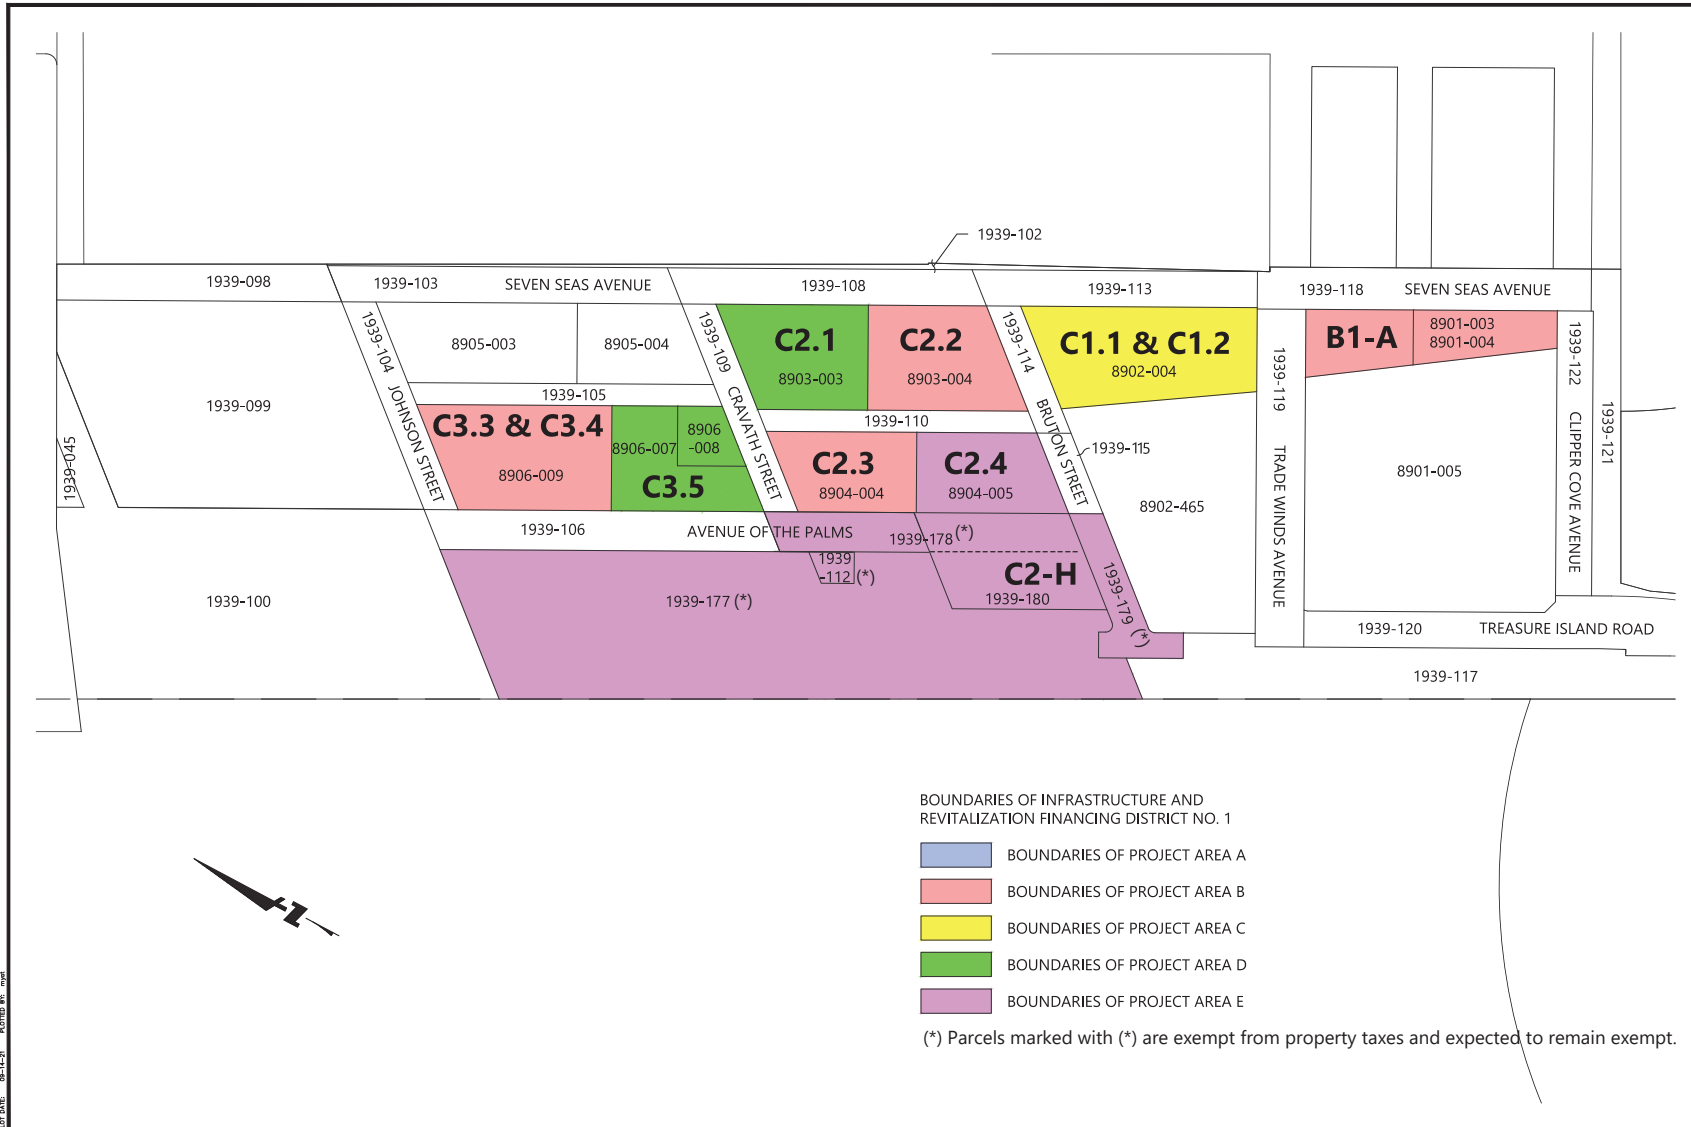 1939-102
1939-098
1939-103
SEVEN SEAS AVENUE
1939-108
1939-113
1939-118
SEVEN SEAS AVENUE
1939-104
JOHNSON STREET
8905-003
8905-004
1939-109
CRAVATH STREET
C2.1
8903-003
C2.2
8903-004
1939-114
BRUTON STREET
C1.1 & C1.2
8902-004
1939-119
TRADE WINDS AVENUE
B1-A
8901-003
8901-004
1939-122
CLIPPER COVE AVENUE
1939-121
1939-099
1939-105
1939-110
C3.3 & C3.4
8906-009
8906-007
8906
-008
C3.5
C2.3
8904-004
C2.4
8904-005
1939-115
8902-465
8901-005
1939-045
1939-106
AVENUE OF THE PALMS
1939-178 (*)
1939
-112 (*)
C2-H
1939-180
1939-179 (*)
1939-100
1939-177 (*)
1939-120
TREASURE ISLAND ROAD
1939-117
BOUNDARIES OF INFRASTRUCTURE AND
REVITALIZATION FINANCING DISTRICT NO. 1
BOUNDARIES OF PROJECT AREA A
BOUNDARIES OF PROJECT AREA B
BOUNDARIES OF PROJECT AREA C
BOUNDARIES OF PROJECT AREA D
BOUNDARIES OF PROJECT AREA E
(*) Parcels marked with (*) are exempt from property taxes and expected to remain exempt.
DATE: 09-14-21 PLOTTED BY: